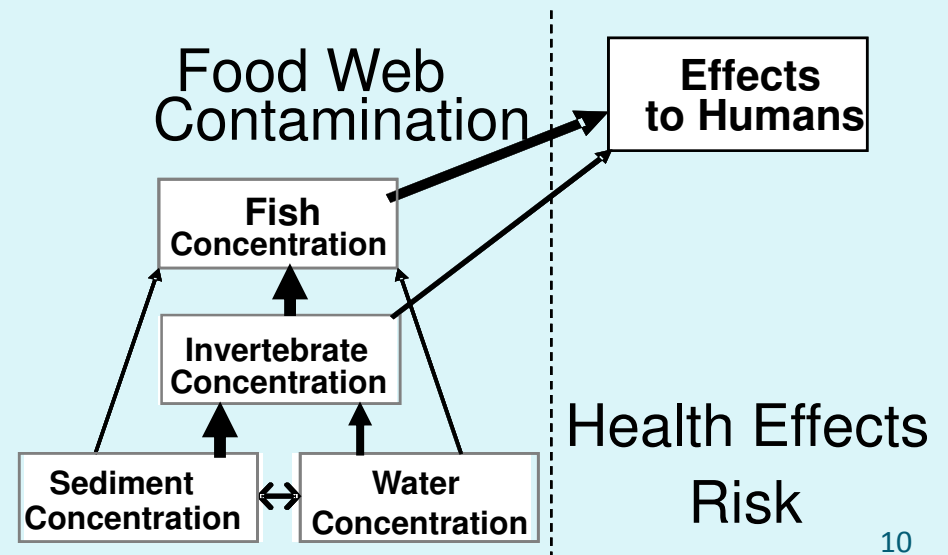 Food Web
Contamination
Effects
to Humans
Fish
Concentration
Invertebrate
Concentration
Sediment
Concentration
Water
Concentration
Health Effects
Risk
10